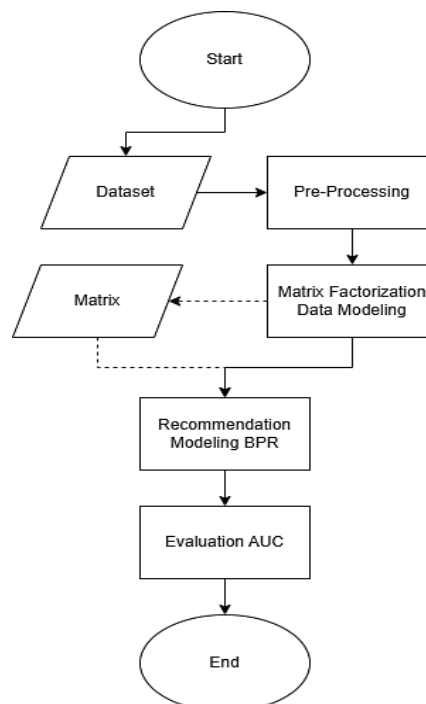 Start
Dataset
Pre-Processing
Matrix
Matrix Factorization
Data Modeling
Recommendation
Modeling BPR
Evaluation AUC
End